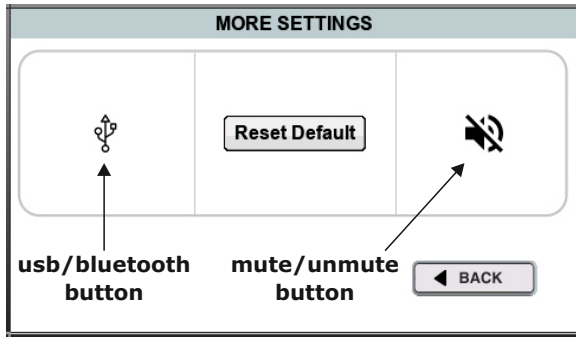 MORE SETTINGS
Reset Default
usb/bluetooth
button
mute/unmute
button
BACK